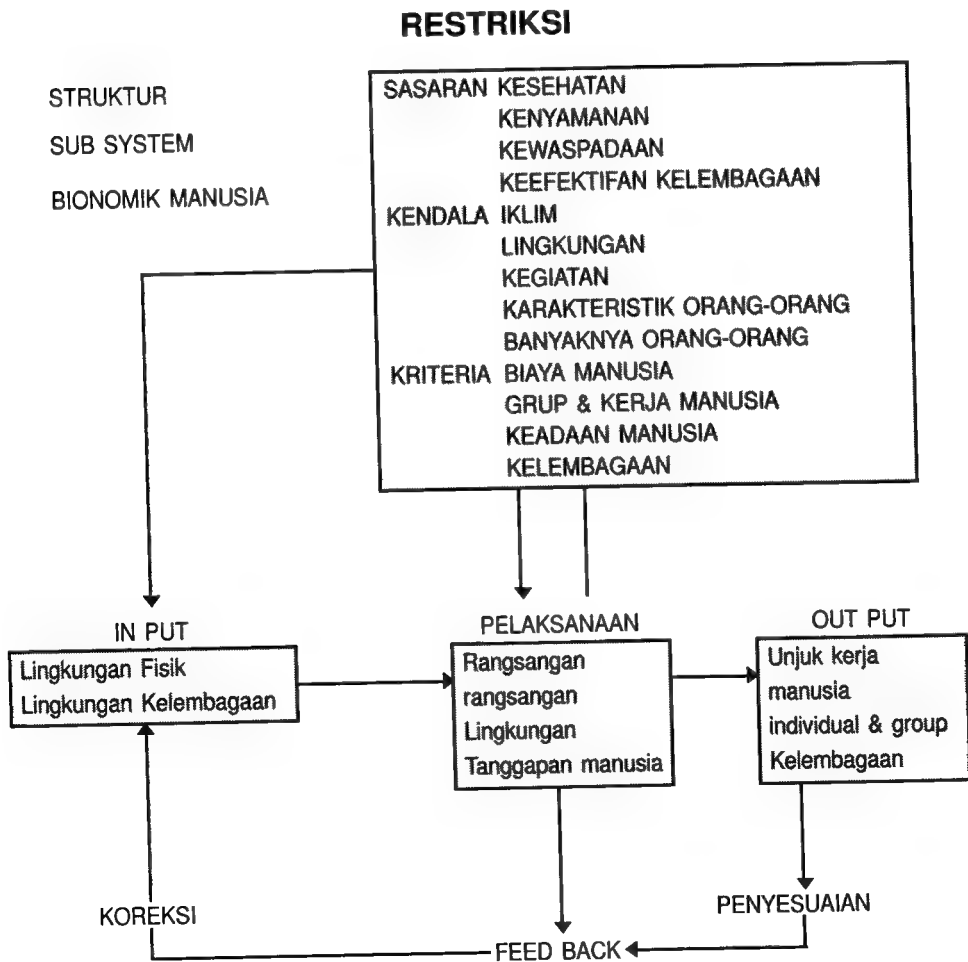 RESTRIKSI
STRUKTUR
SUB SYSTEM
BIONOMIK MANUSIA
SASARAN KESEHATAN
KENYAMANAN
KEWASPADAAN
KEEFEKTIFAN KELEMBAGAAN
KENDALA IKLIM
LINGKUNGAN
KEGIATAN
KARAKTERISTIK ORANG-ORANG
BANYAKNYA ORANG-ORANG
KRITERIA BIAYA MANUSIA
GRUP & KERJA MANUSIA
KEADAAN MANUSIA
KELEMBAGAAN
IN PUT
Lingkungan Fisik
Lingkungan Kelembagaan
PELAKSANAAN
Rangsangan
rangsangan
Lingkungan
Tanggapan manusia
OUT PUT
Unjuk kerja
manusia
individual & group
Kelembagaan
KOREKSI
FEED BACK
PENYESUAIAN